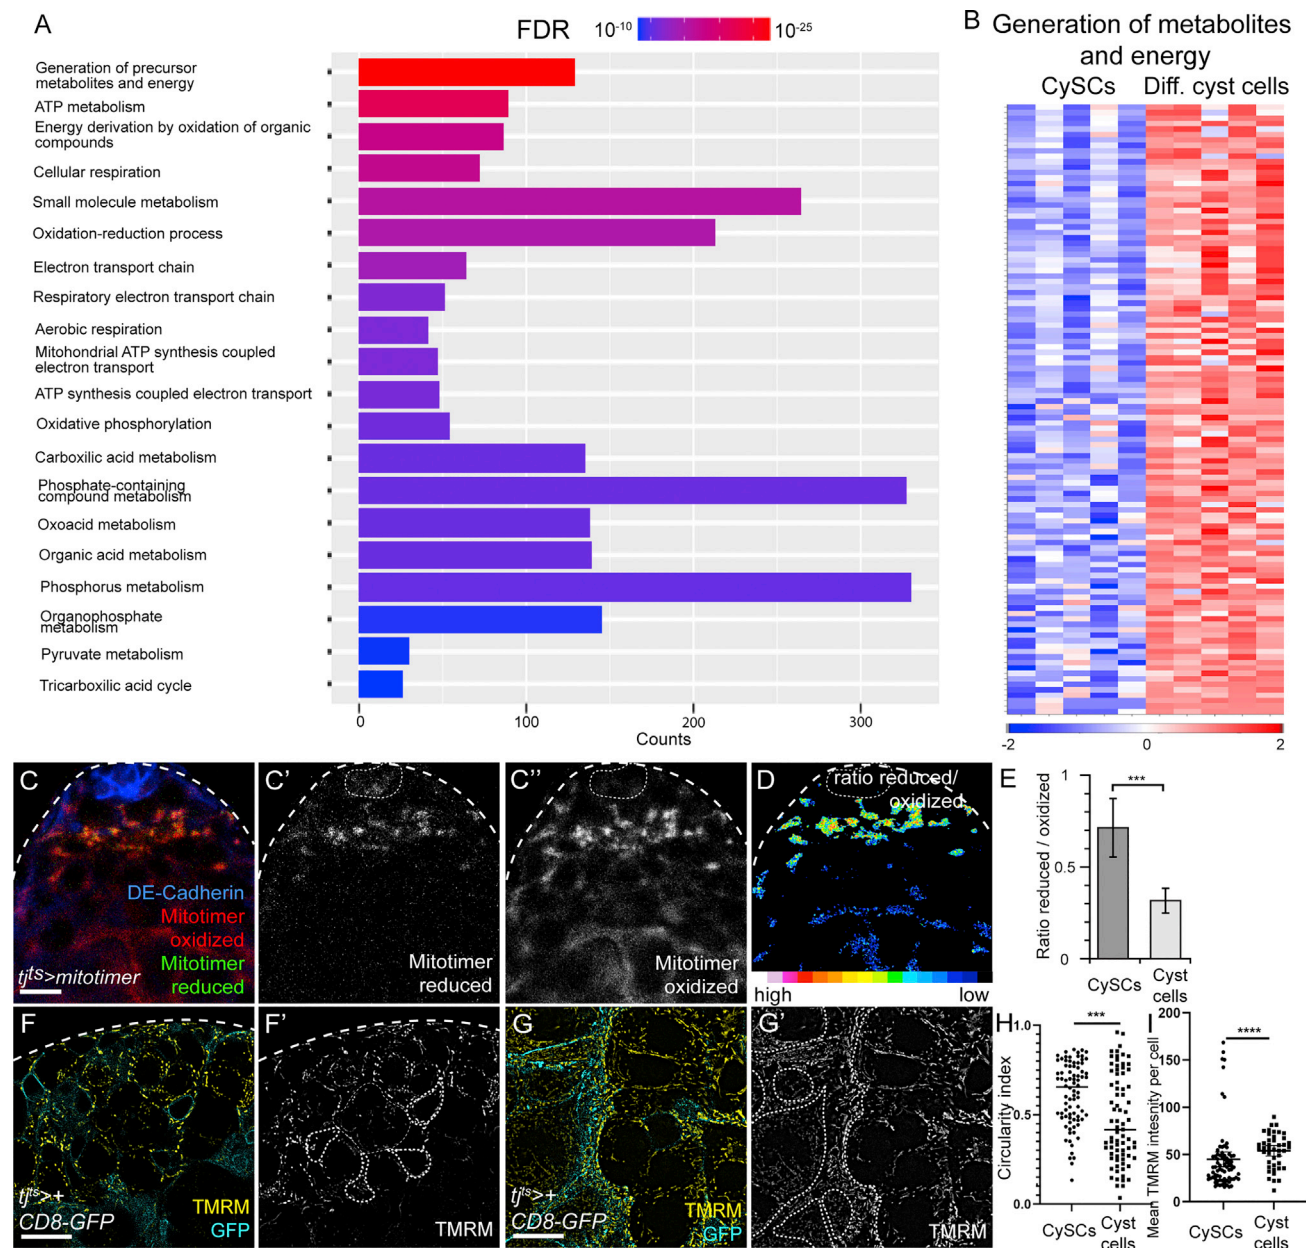 A
FDR
10-10
10-25
Generation of precursor
metabolites and energy
ATP metabolism
Energy derivation by oxidation of organic
compounds
Cellular respiration
Small molecule metabolism
Oxidation-reduction process
Electron transport chain
Respiratory electron transport chain
Aerobic respiration
Mitohondrial ATP synthesis coupled
electron transport
ATP synthesis coupled electron transport
Oxidative phosphorylation
Carboxilic acid metabolism
Phosphate-containing
compound metabolism
Oxoacid metabolism
Organic acid metabolism
Phosphorus metabolism
Organophosphate
metabolism
Pyruvate metabolism
Tricarboxilic acid cycle
0 100 200 300
Counts
B
Generation of metabolites
and energy
CySCs Diff. cyst cells
-2 0 2
C
DE-Cadherin
Mitotimer
oxidized
Mitotimer
reduced
tjts>mitotimer
C'
Mitotimer
reduced
C''
Mitotimer
oxidized
D
ratio reduced/
oxidized
high low
E
Ratio reduced / oxidized
1
0.5
0
***
CySCs
Cyst
cells
F
tjts>+
CD8-GFP
TMRM
GFP
F'
TMRM
G
tjts>+
CD8-GFP
TMRM
GFP
G'
TMRM
H
Circularity index
1.0
0.5
0.0
***
CySCs
Cyst
cells
I
Mean TMRM intesnity per cell
200
150
100
50
0
****
CySCs
Cyst
cells